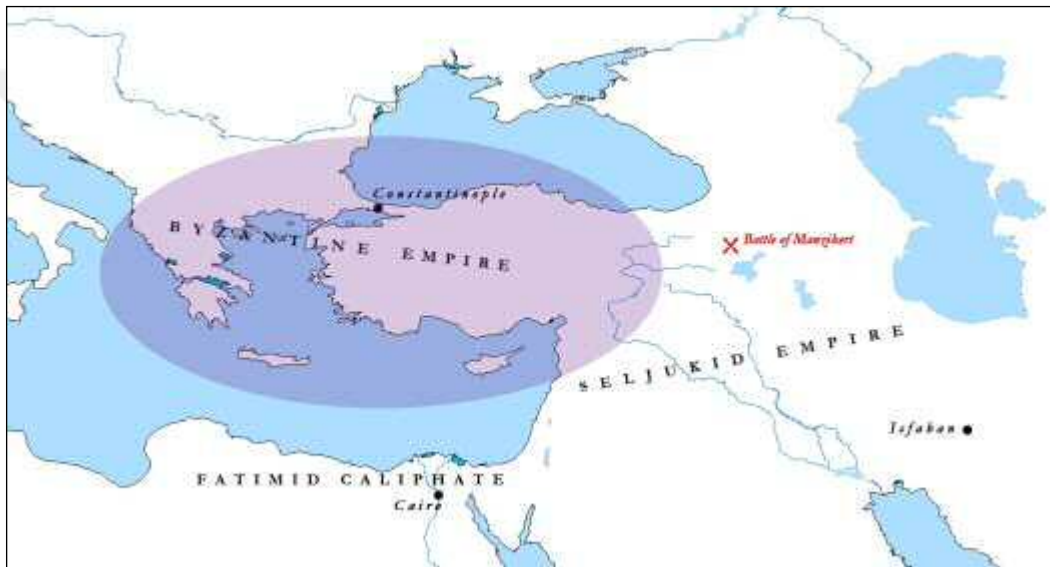 Constantinople
BYZANTINE EMPIRE
Battle of Manzikert
SELJUKID EMPIRE
Isfahan
FATIMID CALIPHATE
Cairo